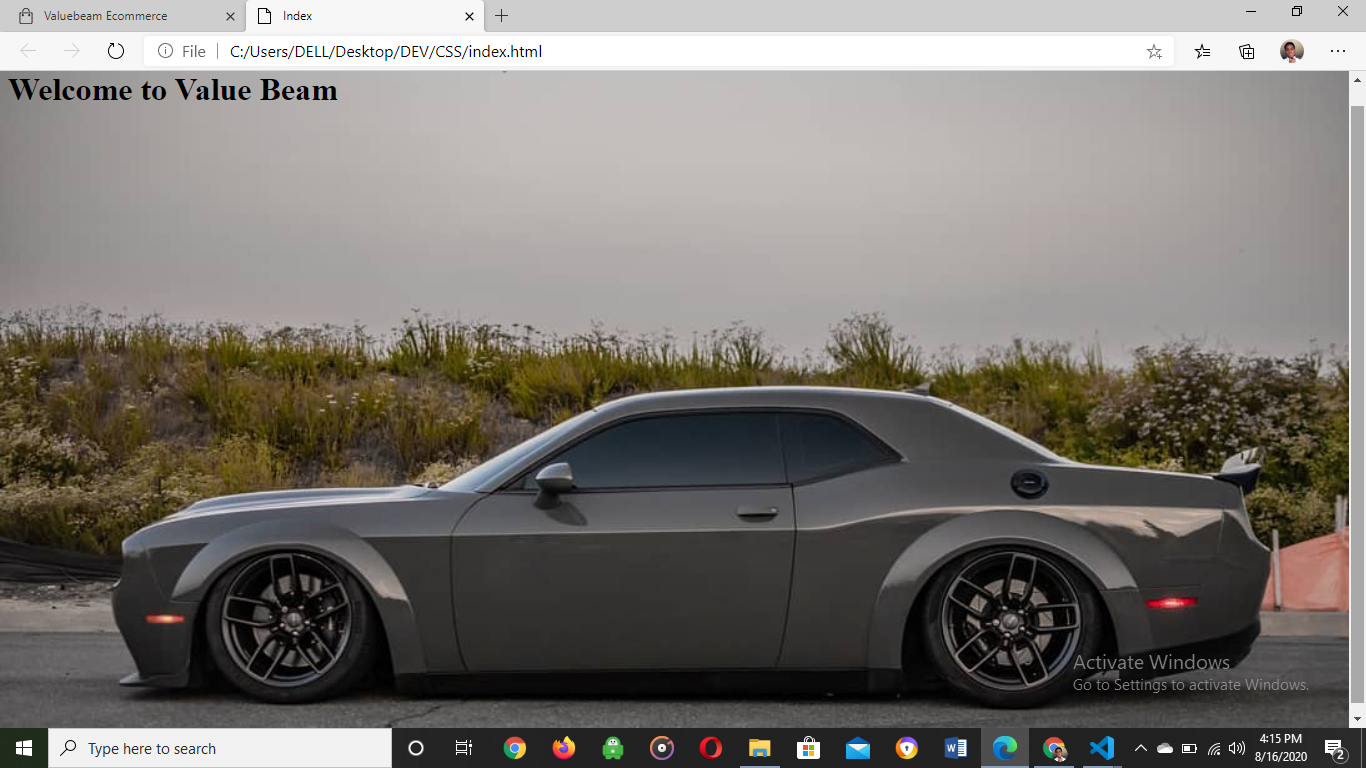 Valuebeam Ecommerce
Index
File
C:/Users/DELL/Desktop/DEV/CSS/index.html
Welcome to Value Beam
Activate Windows
Go to Settings to activate Windows.
Type here to search
4:15 PM
8/16/2020
2